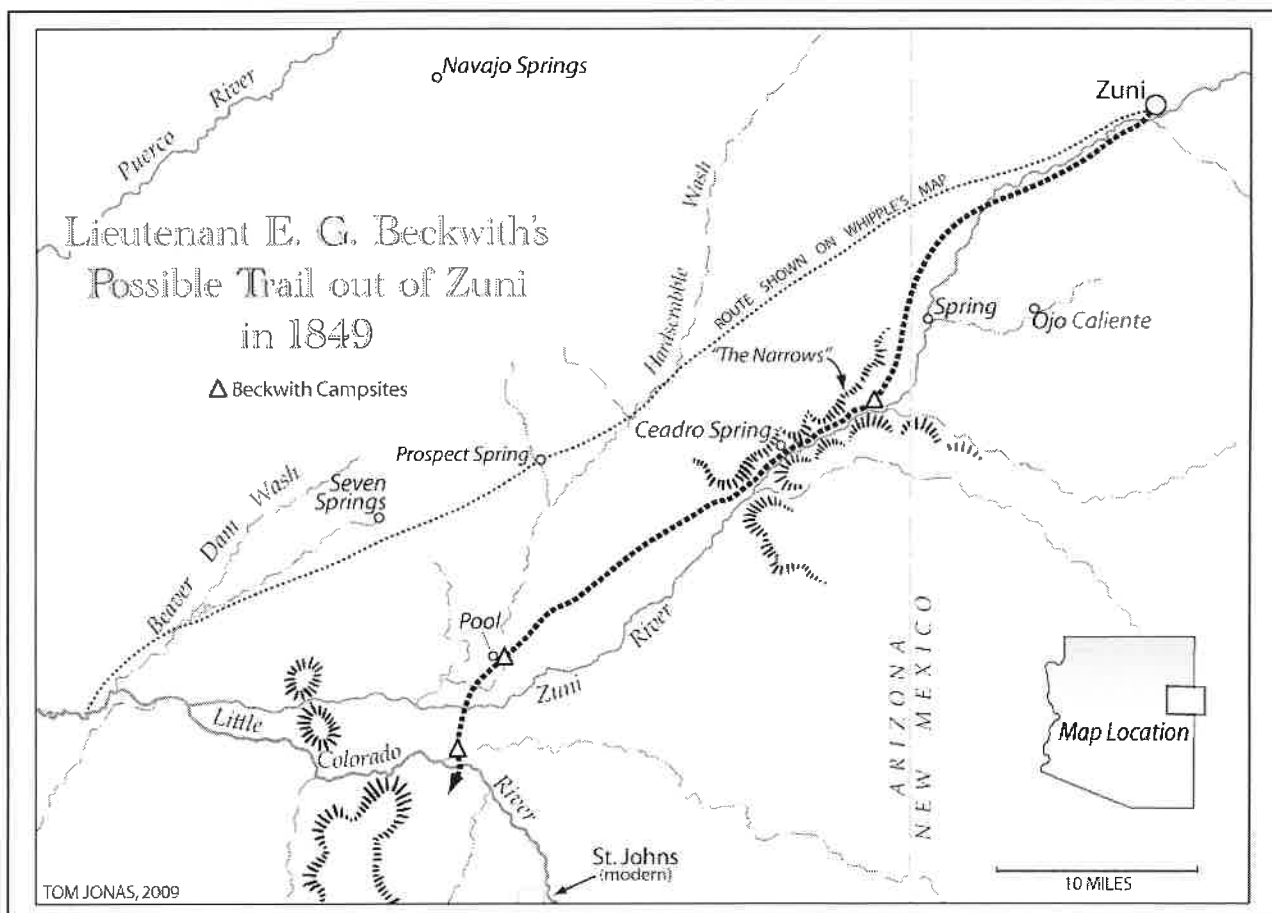 Navajo Springs
Puerco River
Zuni
Lieutenant E. G. Beckwith's
Possible Trail out of Zuni
in 1849
Beckwith Campsites
Hardscrabble Wash
ROUTE SHOWN ON WHIPPLE'S MAP
Spring
Ojo Caliente
"The Narrows"
Ceadro Spring
Prospect Spring
Seven
Springs
Beaver Dam Wash
Pool
Zuni River
Little Colorado River
ARIZONA
NEW MEXICO
Map Location
St. Johns
(modern)
10 MILES
TOM JONAS, 2009